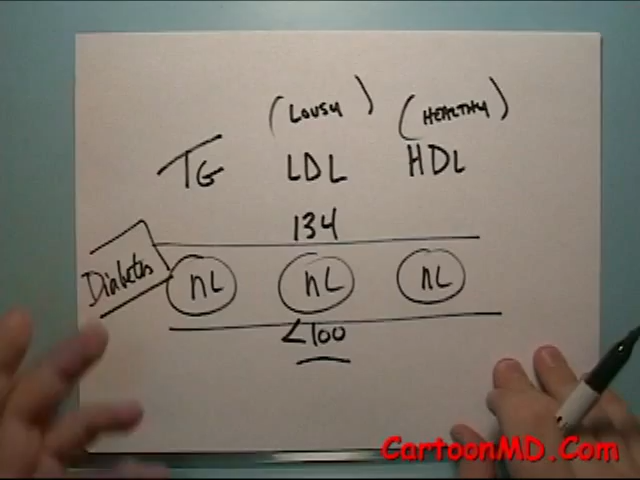 (LOUSY) (HEALTHY)
TG LDL HDL
134
Diabetes nL nL nL
<100
CartoonMD.Com